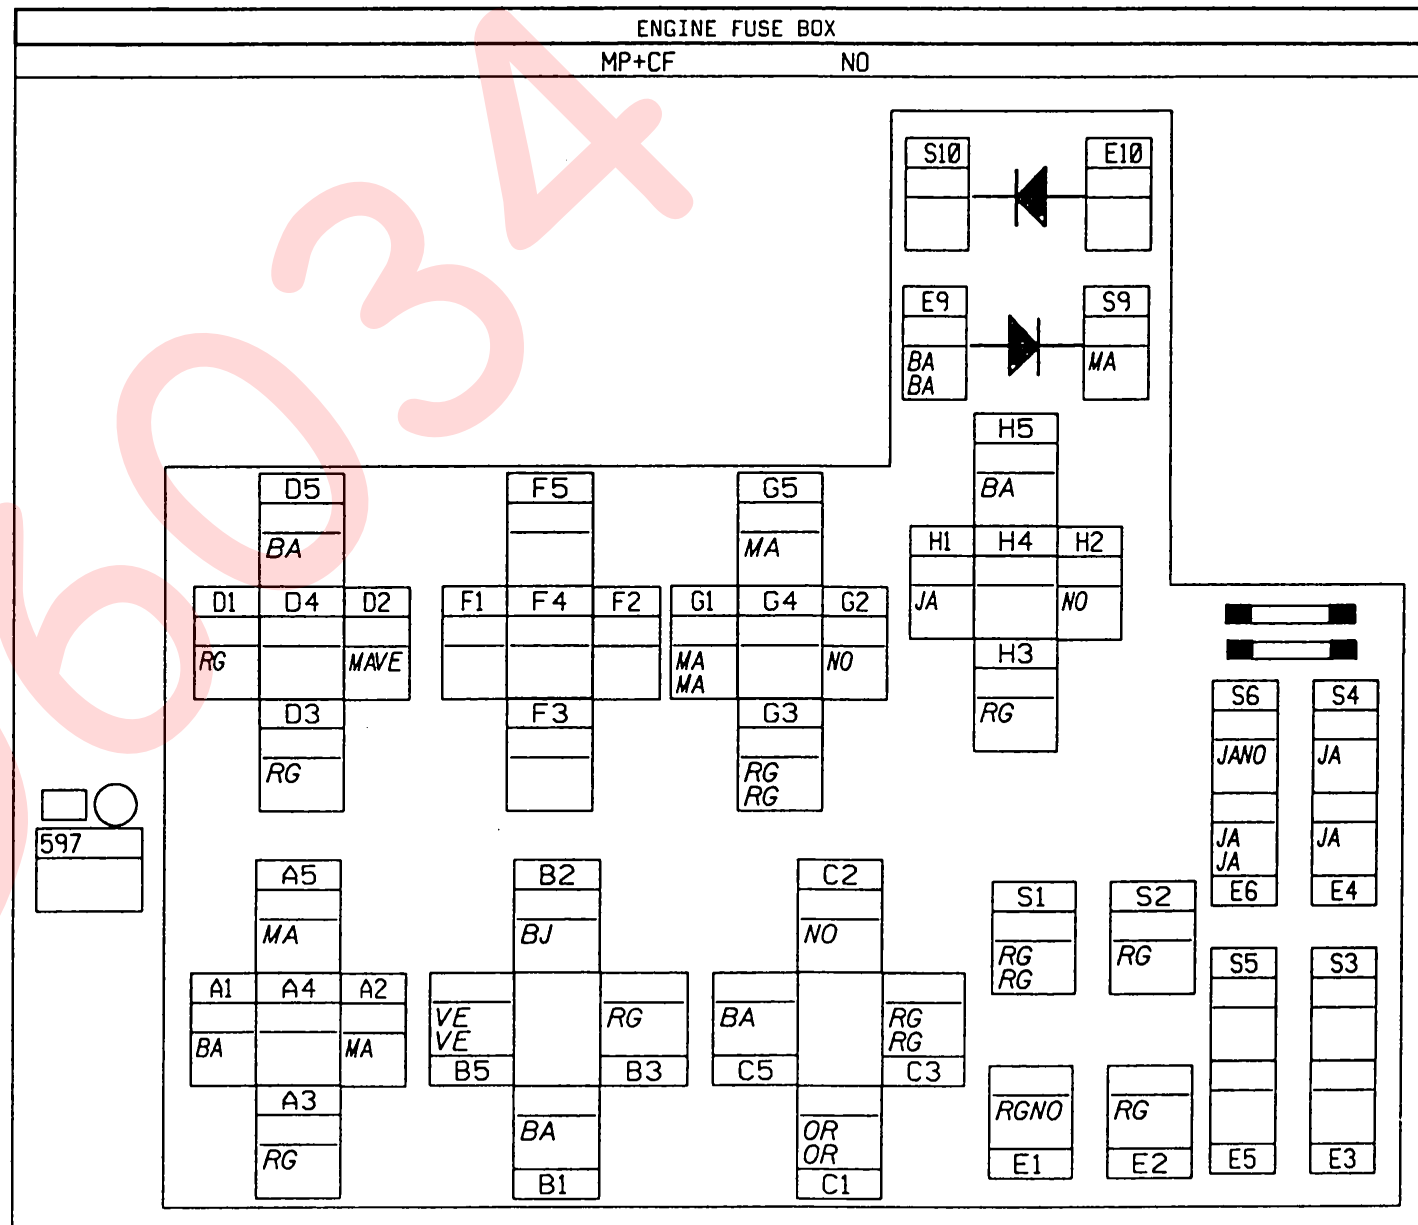 ENGINE FUSE BOX
MP+CF NO
S10 E10
E9 S9
BA MA
BA
H5
BA
D5 F5 G5
BA MA
H1 H4 H2
JA NO
D1 D4 D2 F1 F4 F2 G1 G4 G2
RG MAVE MA NO
MA
H3
RG
S6 S4
D3 F3 G3
RG RG
RG
JANO JA
597
JA JA
JA
E6 E4
A5 B2 C2
MA BJ NO
S1 S2
RG RG
RG
S5 S3
A1 A4 A2
BA MA
VE RG BA RG
VE RG
B5 B3 C5 C3
A3
RG
BA OR
OR
B1 C1
RGNO RG
E1 E2 E5 E3
96034